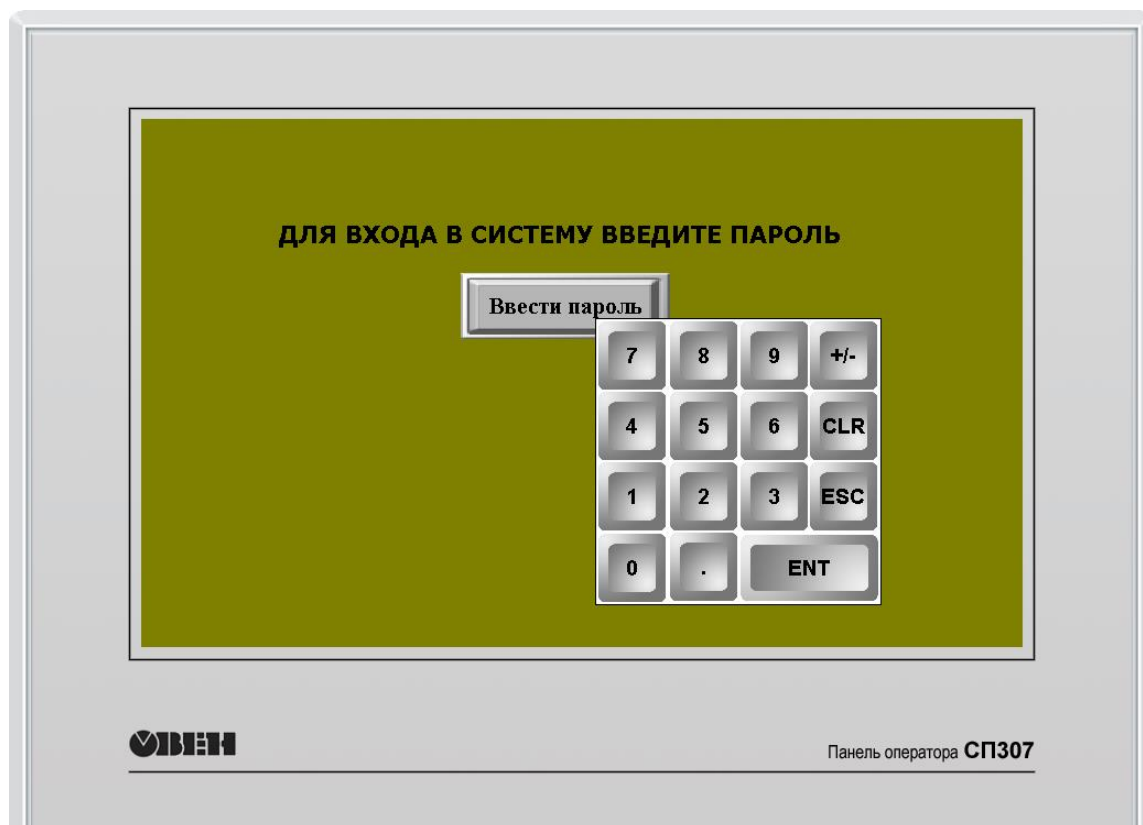 ДЛЯ ВХОДА В СИСТЕМУ ВВЕДИТЕ ПАРОЛЬ
Ввести пароль
7 8 9 +/-
4 5 6 CLR
1 2 3 ESC
0 . ENT
ОВЕН
Панель оператора СП307